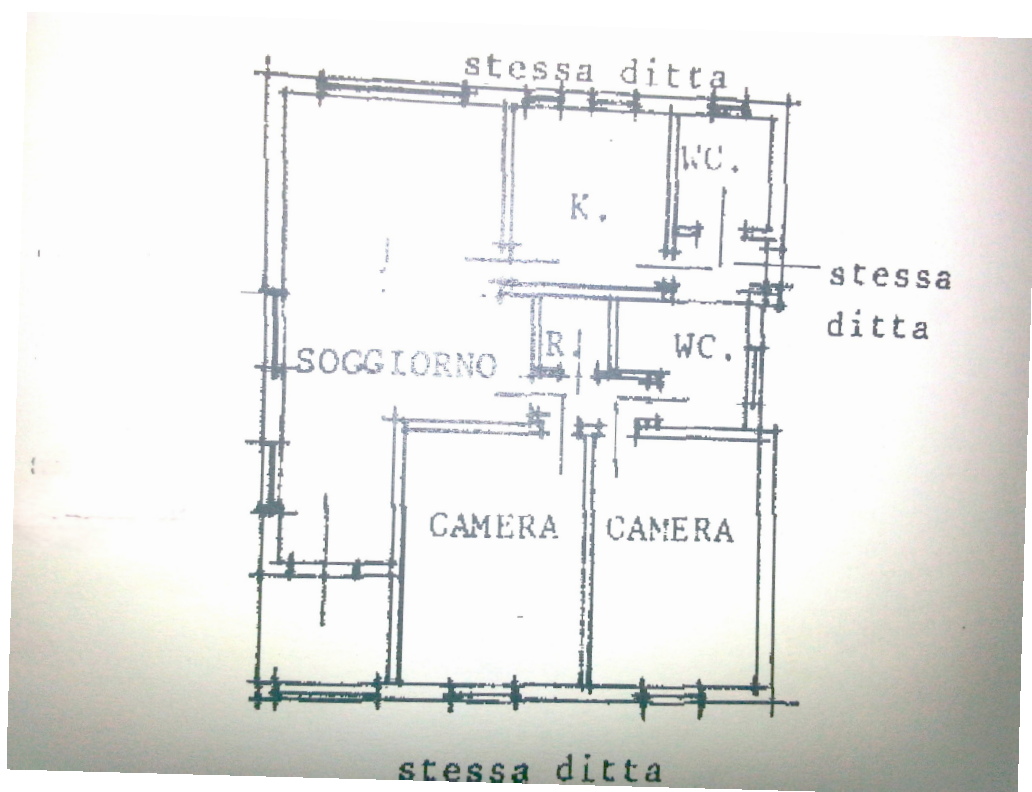 stessa ditta
WC.
K.
stessa
ditta
R.
WC.
SOGGIORNO
CAMERA
CAMERA
stessa ditta